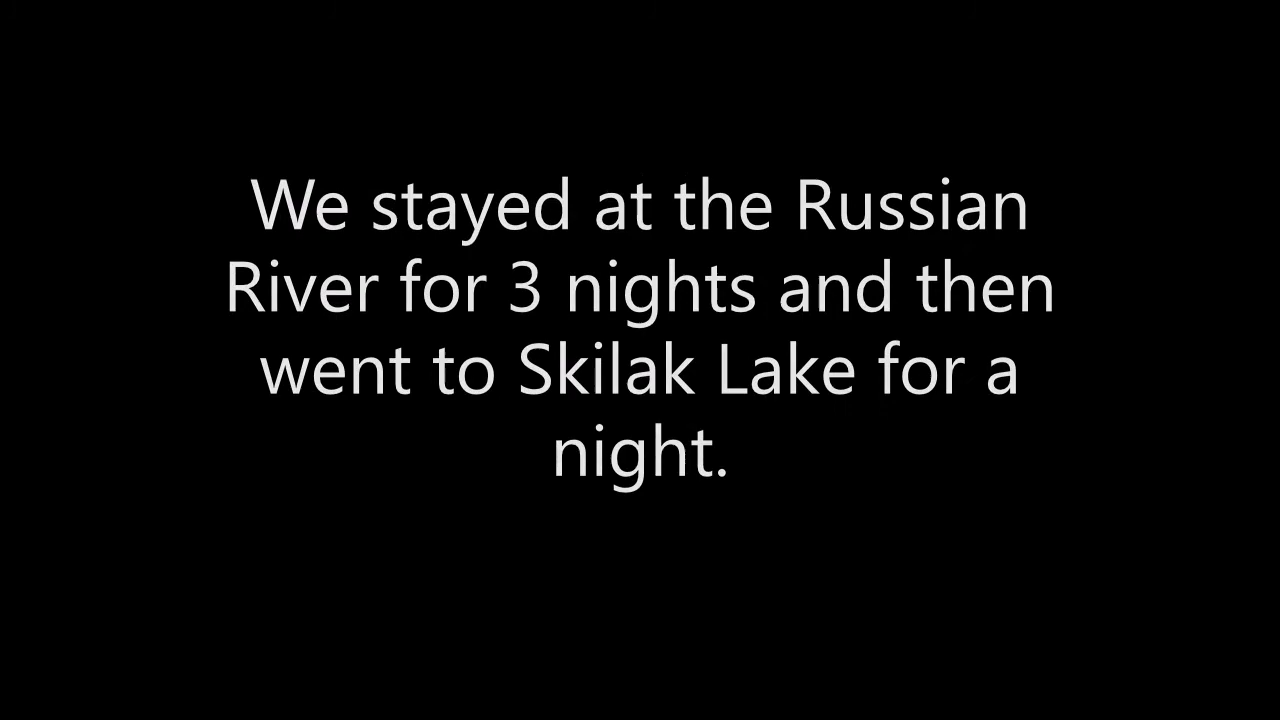 We stayed at the Russian
River for 3 nights and then
went to Skilak Lake for a
night.